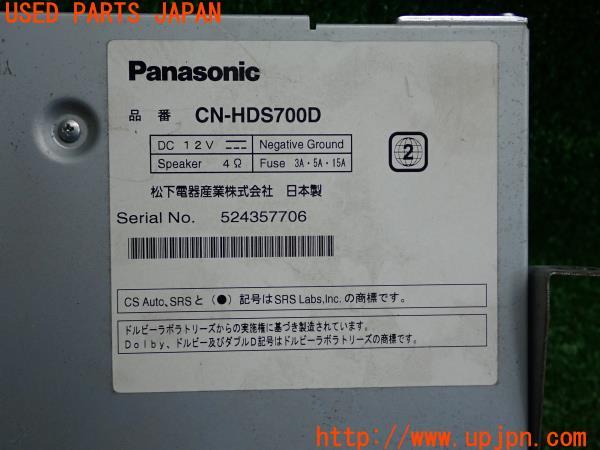 USED PARTS JAPAN
Panasonic
品番 CN-HDS700D
DC 12V Negative Ground
Speaker 4Ω Fuse 3A・5A・15A
2
松下電器産業株式会社 日本製
Serial No. 524357706
CS Auto、SRSと(●)記号はSRS Labs,Inc.の商標です。
ドルビーラボラトリーズからの実施権に基づき製造されています。
Dolby、ドルビー及びダブルD記号はドルビーラボラトリーズの商標です。
U.P.J
http://www.upjpn.com/